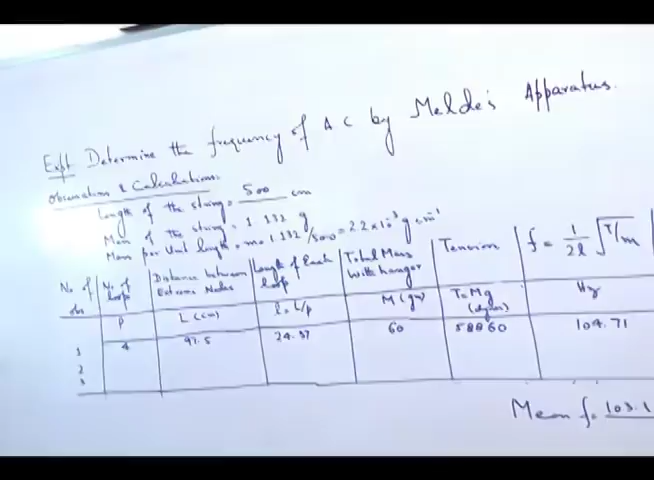 Expt Determine the frequency of AC by Melde's Apparatus.
Observation & Calculations.
Length of the string = 500 cm
Mass of the string = 1.132 g
Mass per Unit length = m = 1.132/500 = 2.2 x 10⁻³ g cm⁻¹
No of obs | No of loop | Distance between Extreme Nodes | Length of Each loop | Total Mass with hanger | Tension | f = 1/2l √T/m
P | L (cm) | l = L/p | M (gm) | T = Mg (dynes) | Hz
1 | 4 | 97.5 | 24.37 | 60 | 58860 | 104.71
2
3
Mean f = 103.1